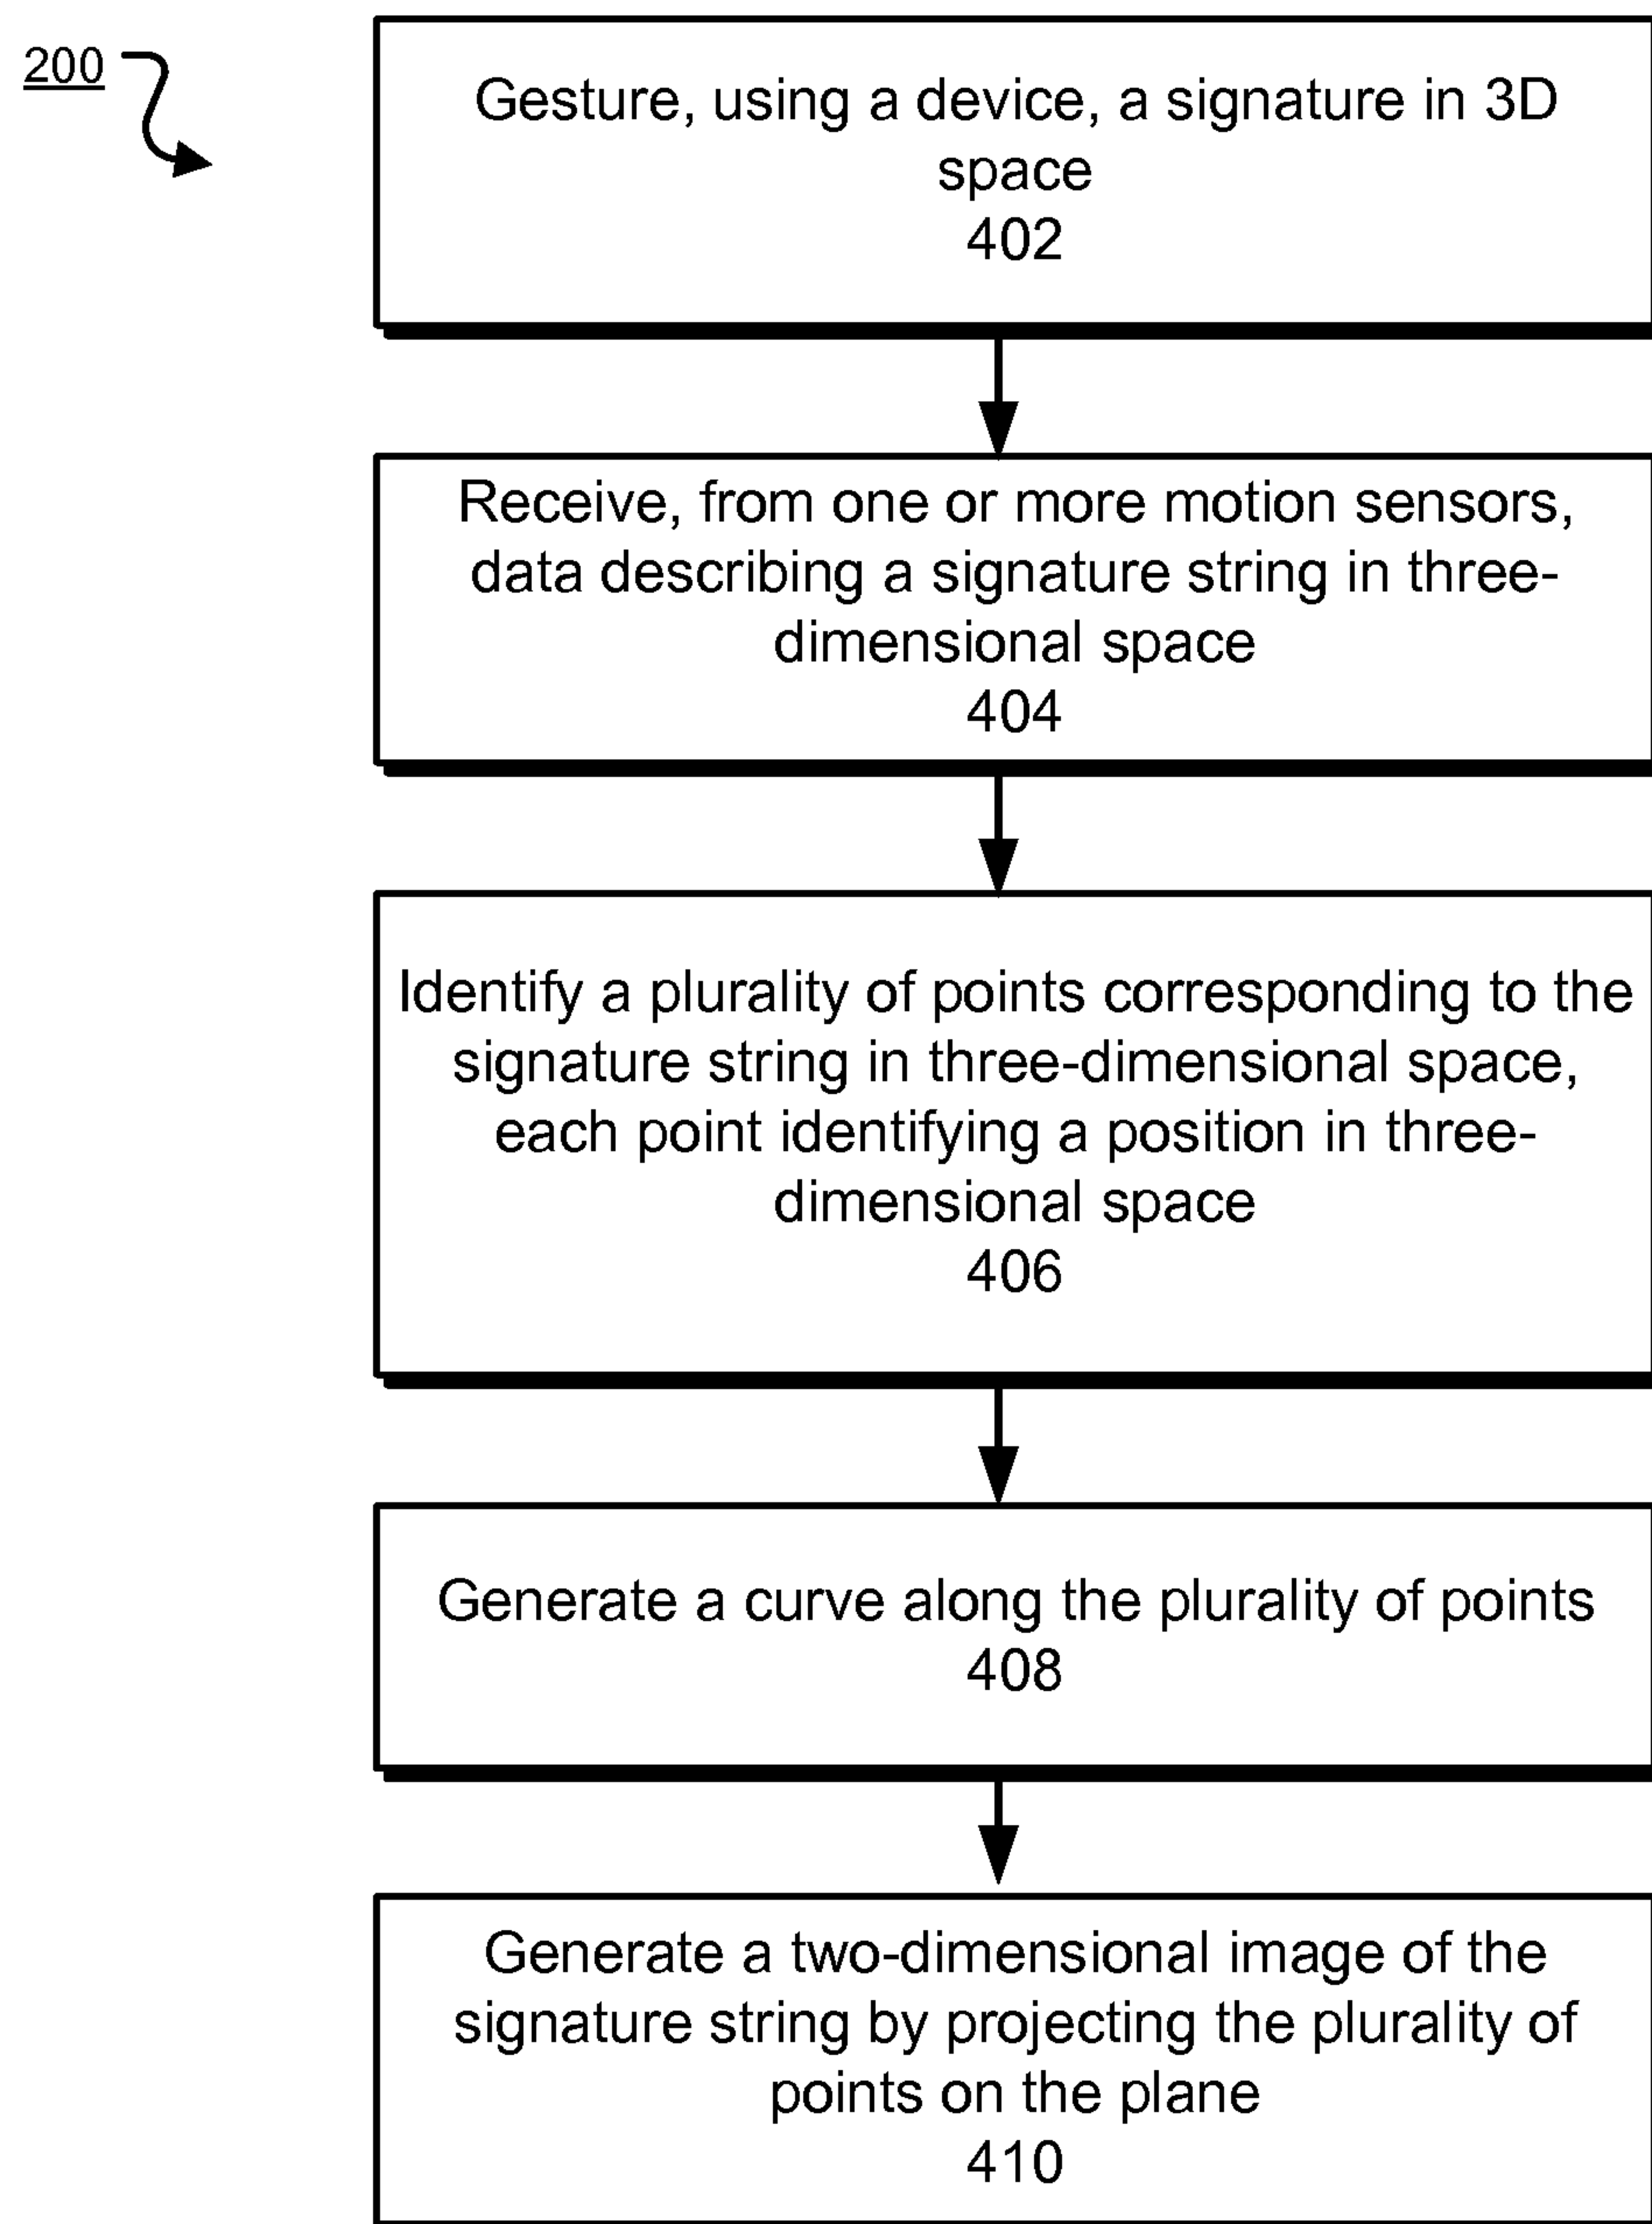 200
Gesture, using a device, a signature in 3D
space
402
Receive, from one or more motion sensors,
data describing a signature string in three-
dimensional space
404
Identify a plurality of points corresponding to the
signature string in three-dimensional space,
each point identifying a position in three-
dimensional space
406
Generate a curve along the plurality of points
408
Generate a two-dimensional image of the
signature string by projecting the plurality of
points on the plane
410